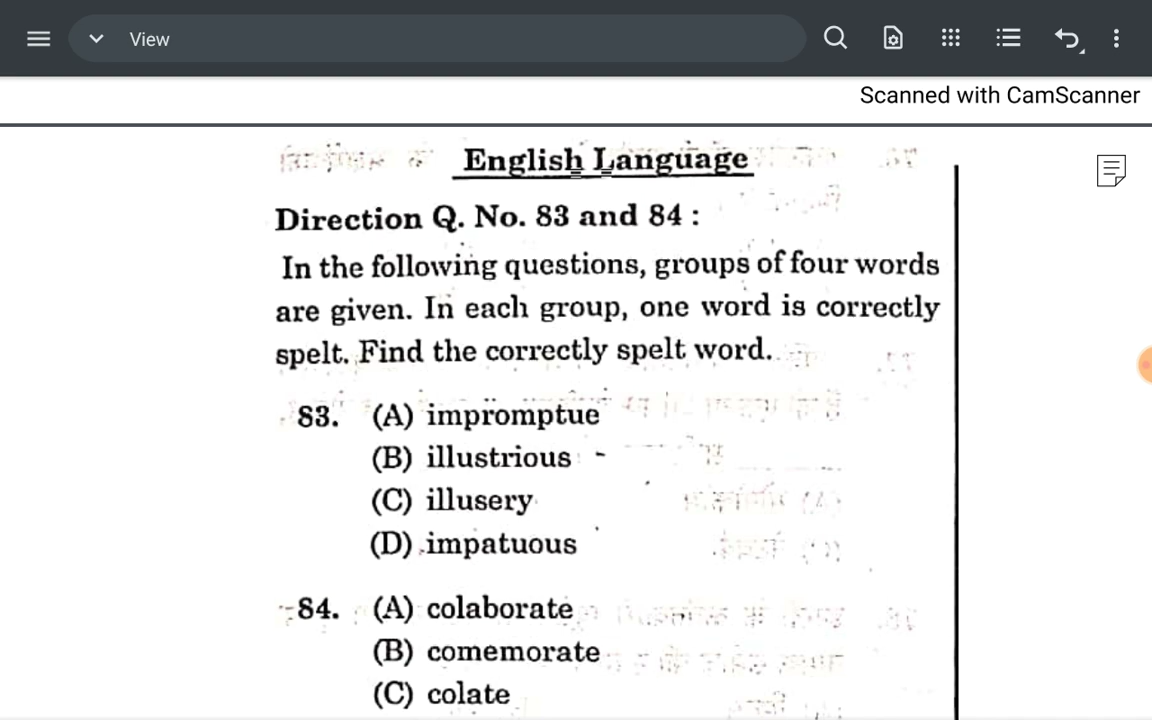 View
Scanned with CamScanner
English Language
Direction Q. No. 83 and 84 :
In the following questions, groups of four words
are given. In each group, one word is correctly
spelt. Find the correctly spelt word.
83. (A) impromptue
(B) illustrious
(C) illusery
(D) impatuous
84. (A) colaborate
(B) comemorate
(C) colate